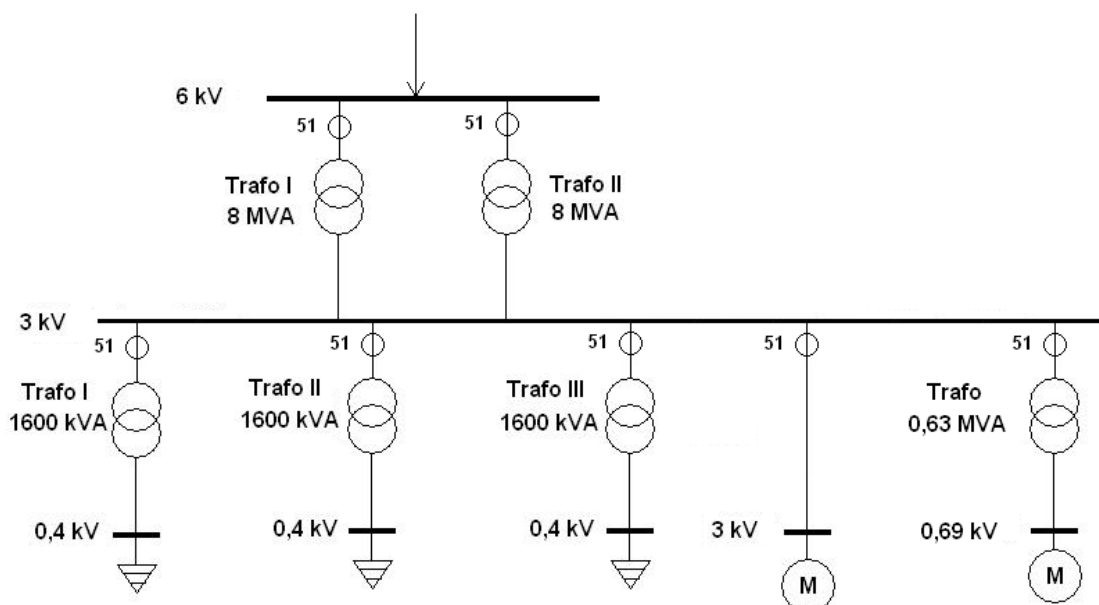 6 kV
51
51
Trafo I
8 MVA
Trafo II
8 MVA
3 kV
51
51
51
51
51
Trafo I
1600 kVA
Trafo II
1600 kVA
Trafo III
1600 kVA
Trafo
0,63 MVA
0,4 kV
0,4 kV
0,4 kV
3 kV
0,69 kV
M
M